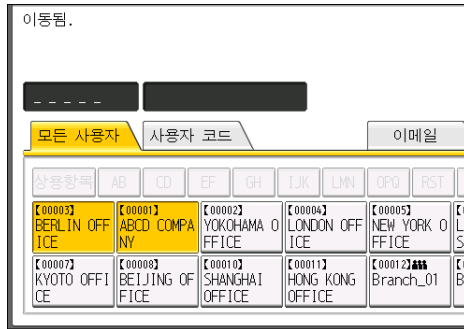 이동됨.
_ _ _ _ _
모든 사용자 사용자 코드 이메일
상용항목 AB CD EF GH IJK LMN OPQ RST
【00003】 【00001】 【00002】 【00004】 【00005】
BERLIN OFF ABCD COMPA YOKOHAMA O LONDON OFF NEW YORK O
ICE NY FFICE ICE FFICE
【00007】 【00008】 【00010】 【00011】 【00012】
KYOTO OFFI BEIJING OF SHANGHAI HONG KONG Branch_01
CE FICE OFFICE OFFICE